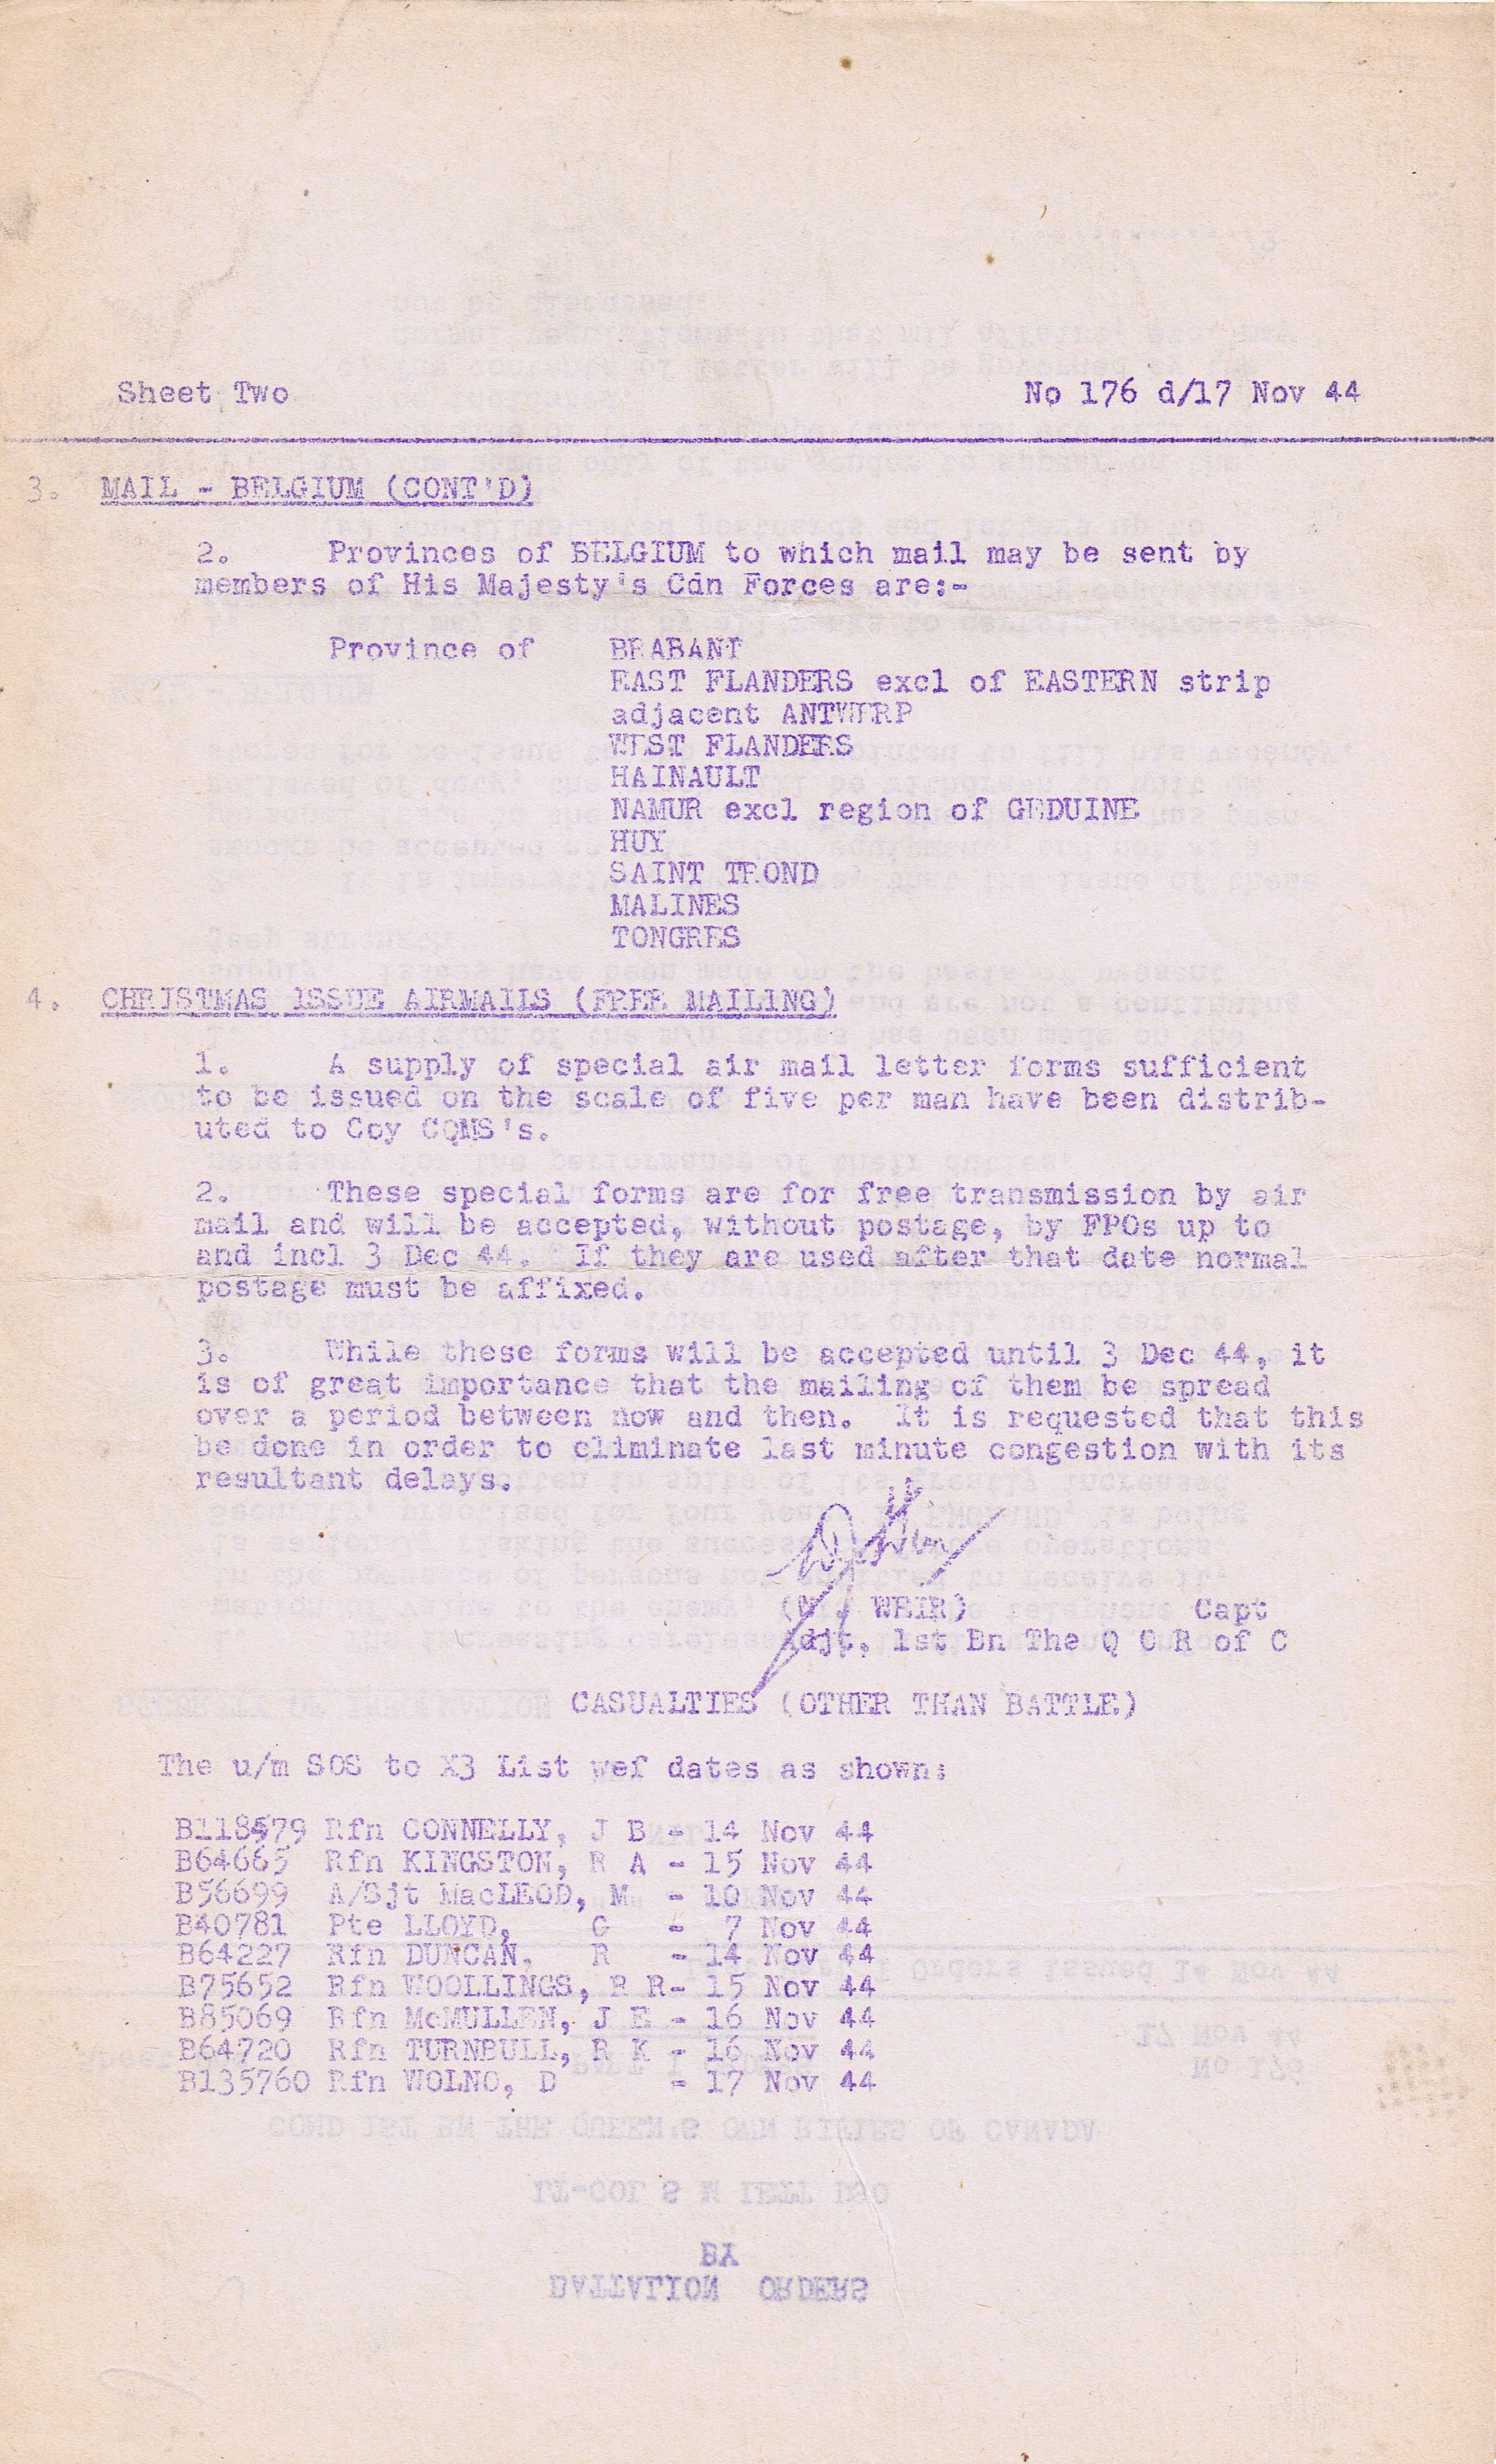 Sheet Two No 176 d/17 Nov 44
3. MAIL - BELGIUM (CONT'D)
2. Provinces of BELGIUM to which mail may be sent by
members of His Majesty's Cdn Forces are:-
Province of BRABANT
EAST FLANDERS excl of EASTERN strip
adjacent ANTWERP
WEST FLANDERS
HAINAULT
NAMUR excl region of GEDUINE
HUY
SAINT TROND
MALINES
TONGRES
4. CHRISTMAS ISSUE AIRMAILS (FREE MAILING)
1. A supply of special air mail letter forms sufficient
to be issued on the scale of five per man have been distrib-
uted to Coy CQMS's.
2. These special forms are for free transmission by air
mail and will be accepted, without postage, by FPOs up to
and incl 3 Dec 44. If they are used after that date normal
postage must be affixed.
3. While these forms will be accepted until 3 Dec 44, it
is of great importance that the mailing of them be spread
over a period between now and then. It is requested that this
be done in order to eliminate last minute congestion with its
resultant delays.
(W J WEIR) Capt
Adjt, 1st Bn The Q O R of C
CASUALTIES (OTHER THAN BATTLE)
The u/m SOS to X3 List wef dates as shown:
Rfn CONNELLY, J B - 14 Nov 44
B64665 Rfn KINGSTON, R A - 15 Nov 44
B56699 A/Sjt MacLEOD, M - 10 Nov 44
B40781 Pte LLOYD, - 7 Nov 44
B64227 Rfn DUNCAN, R - 14 Nov 44
B75652 Rfn WOOLLINGS, R R- 15 Nov 44
B85069 Rfn McMULLEN, J E - 16 Nov 44
B64720 Rfn TURNBULL, R K - 16 Nov 44
B135760 Rfn WOLNO, D - 17 Nov 44